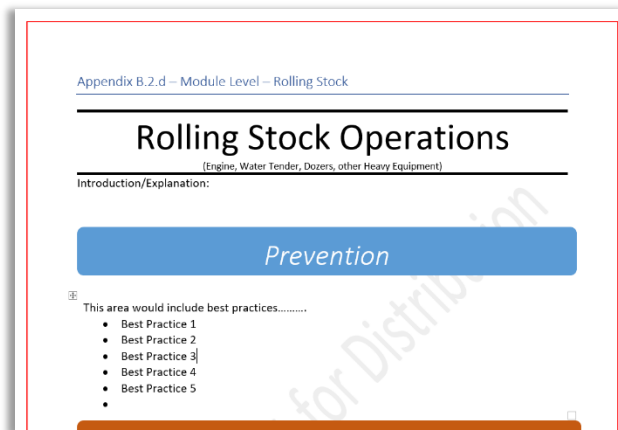 Appendix B.2.d – Module Level – Rolling Stock
Rolling Stock Operations
(Engine, Water Tender, Dozers, other Heavy Equipment)
Introduction/Explanation:
Prevention
This area would include best practices..........
• Best Practice 1
• Best Practice 2
• Best Practice 3
• Best Practice 4
• Best Practice 5
•
for Distribution